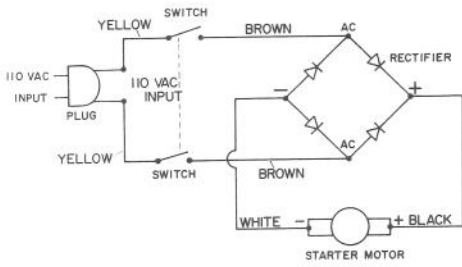 SWITCH
YELLOW
BROWN
AC
RECTIFIER
110 VAC
INPUT
PLUG
110 VAC
INPUT
-
+
YELLOW
SWITCH
BROWN
AC
WHITE
-
+
BLACK
STARTER MOTOR